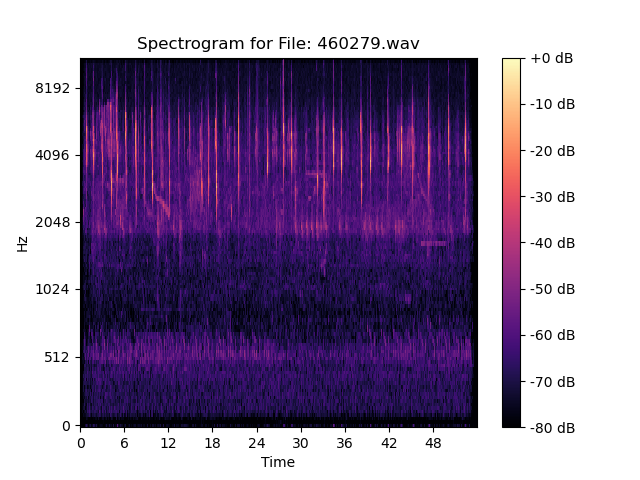 Spectrogram for File: 460279.wav
Hz
8192
4096
2048
1024
512
0
0 6 12 18 24 30 36 42 48
Time
+0 dB
-10 dB
-20 dB
-30 dB
-40 dB
-50 dB
-60 dB
-70 dB
-80 dB